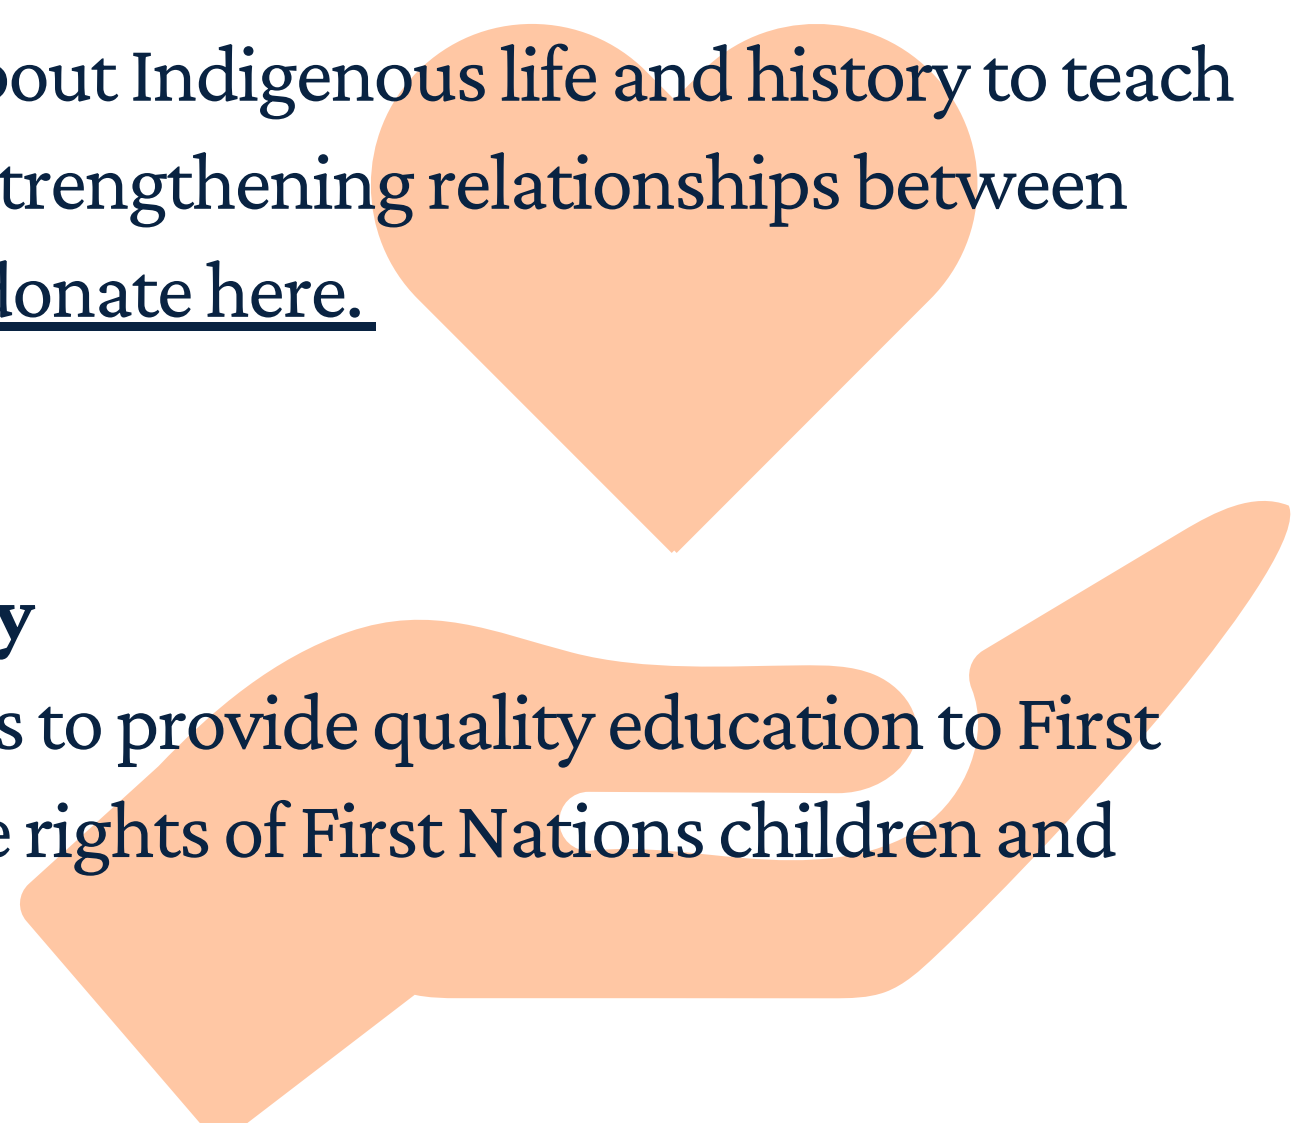 out Indigenous life and history to teach
trengthening relationships between
donate here.
y
s to provide quality education to First
e rights of First Nations children and